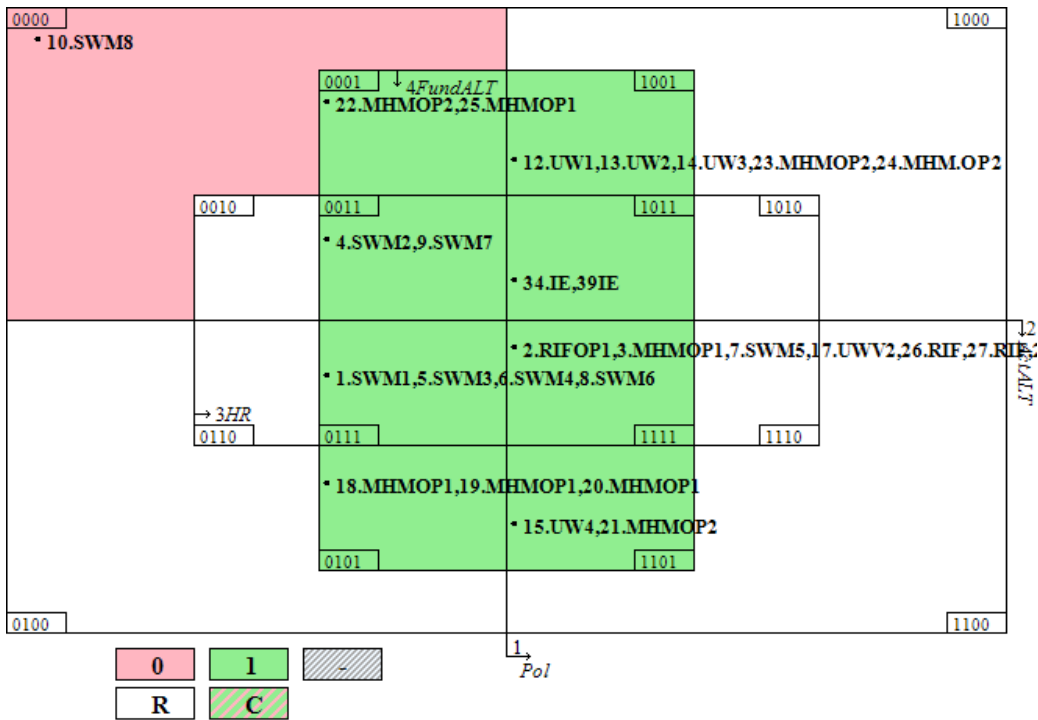 0000
1000
10.SWM8
0001
4FundALT
1001
22.MHMOP2,25.MHMOP1
12.UW1,13.UW2,14.UW3,23.MHMOP2,24.MHM.OP2
0010
0011
1011
1010
4.SWM2,9.SWM7
34.IE,39IE
2
2.RIFOP1,3.MHMOP1,7.SWM5,17.UWV2,26.RIF,27.RIF,2
1.SWM1,5.SWM3,6.SWM4,8.SWM6
3HR
0110
0111
1111
1110
18.MHMOP1,19.MHMOP1,20.MHMOP1
15.UW4,21.MHMOP2
0101
1101
0100
1100
1
Pol
0
1
-
R
C